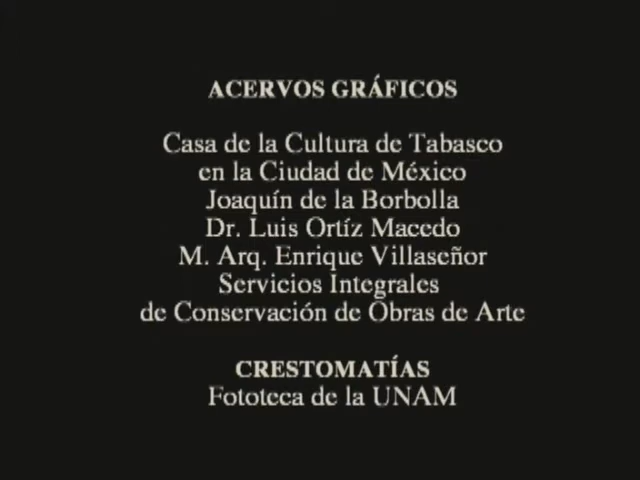 ACERVOS GRÁFICOS
Casa de la Cultura de Tabasco
en la Ciudad de México
Joaquín de la Borbolla
Dr. Luis Ortíz Macedo
M. Arq. Enrique Villaseñor
Servicios Integrales
de Conservación de Obras de Arte
CRESTOMATÍAS
Fototeca de la UNAM